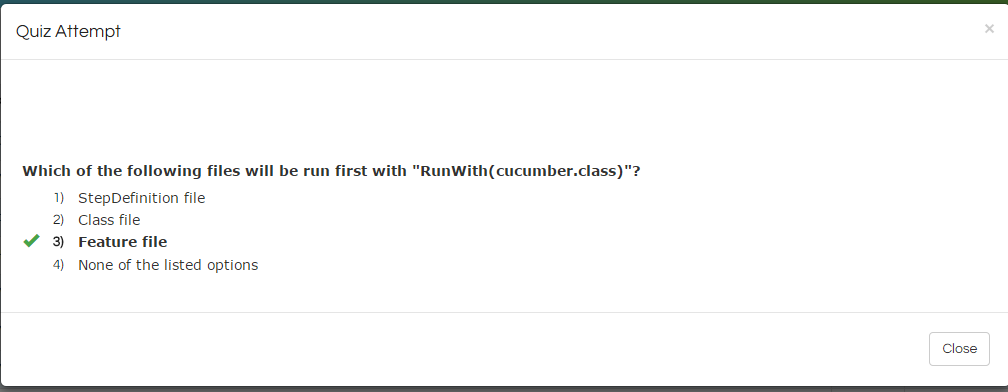 Quiz Attempt
×
Which of the following files will be run first with "RunWith(cucumber.class)"?
1) StepDefinition file
2) Class file
3) Feature file
4) None of the listed options
Close